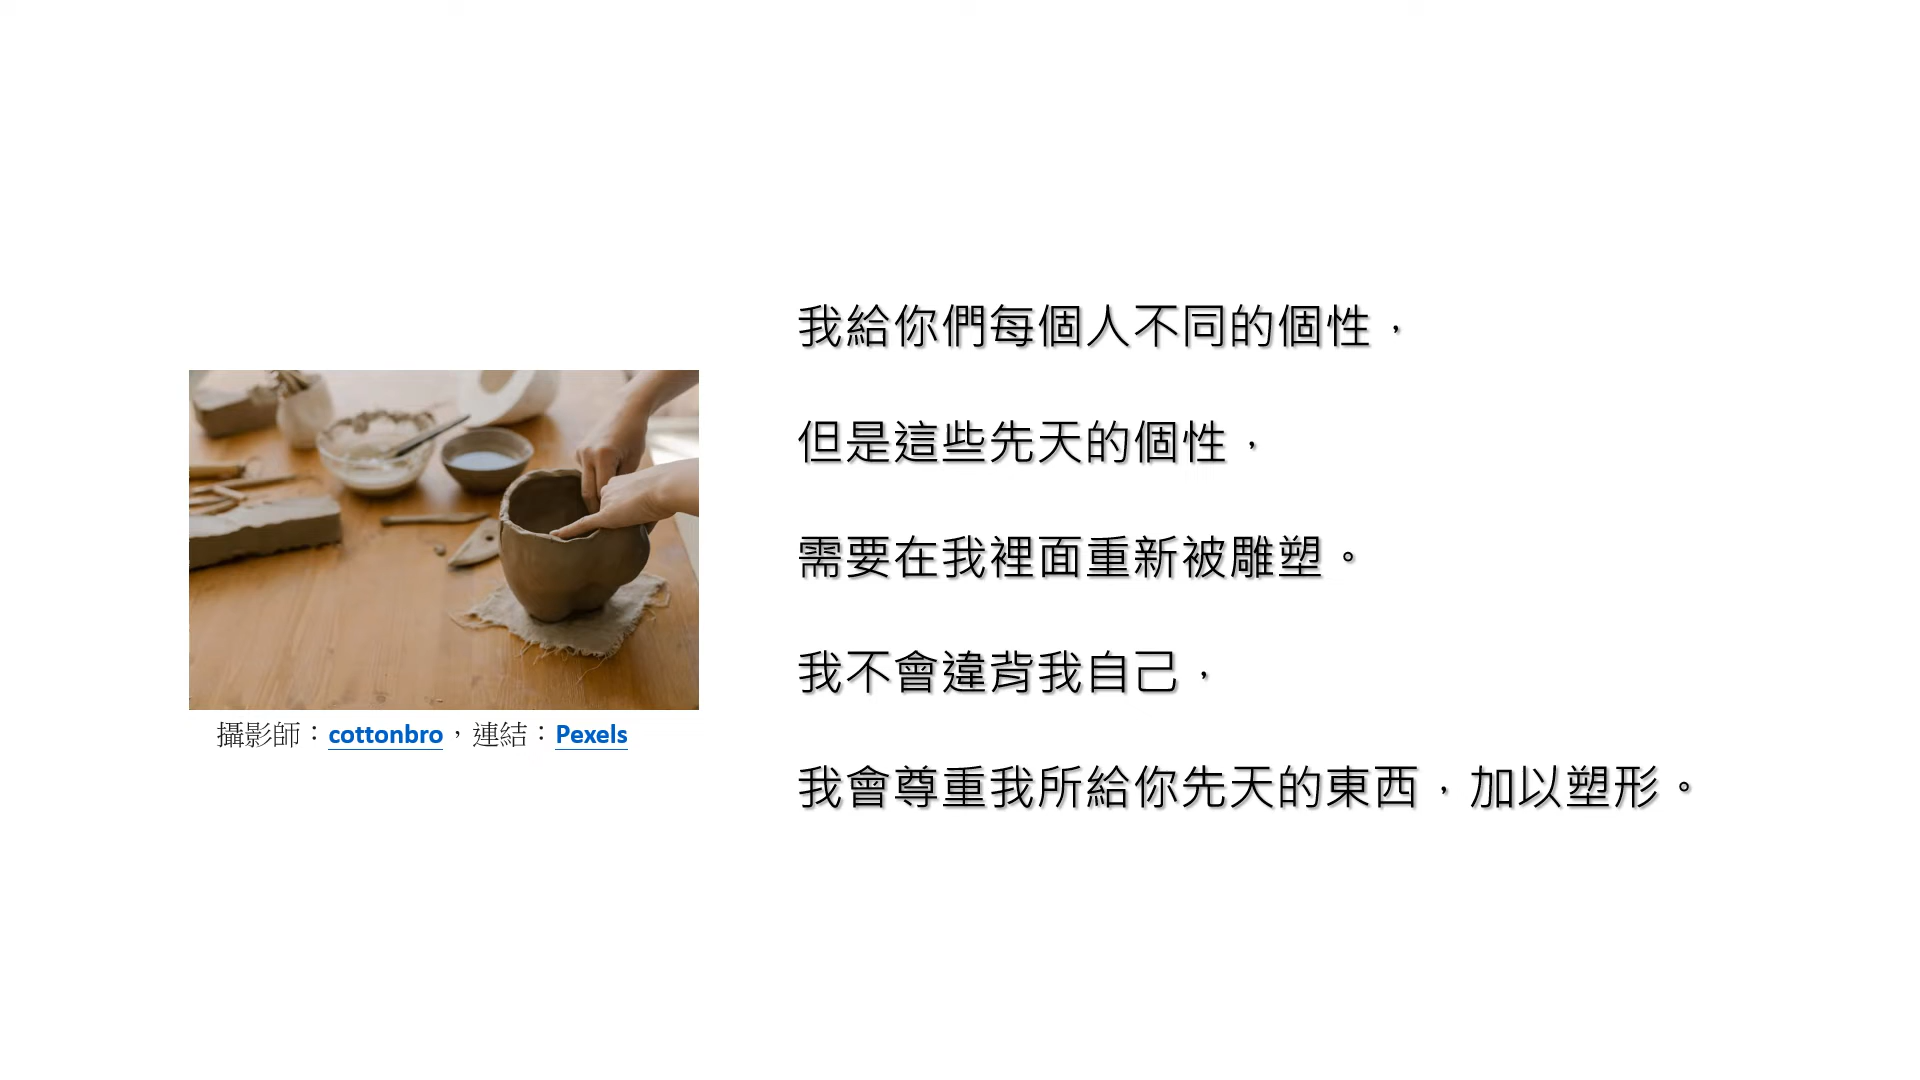 我給你們每個人不同的個性，
但是這些先天的個性，
需要在我裡面重新被雕塑。
我不會違背我自己，
我會尊重我所給你先天的東西，加以塑形。
攝影師：cottonbro，連結：Pexels